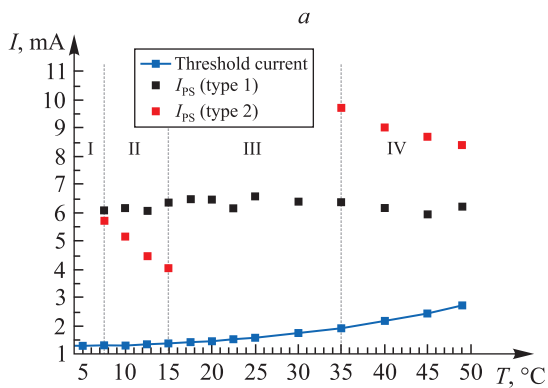 a
I, mA
11
10
9
8
7
6
5
4
3
2
1
Threshold current
I_PS (type 1)
I_PS (type 2)
I
II
III
IV
5 10 15 20 25 30 35 40 45 50
T, °C